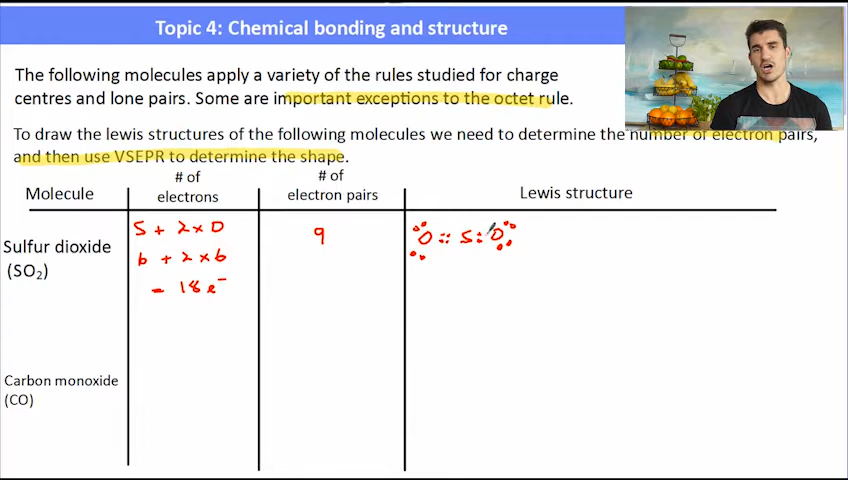 Topic 4: Chemical bonding and structure
The following molecules apply a variety of the rules studied for charge
centres and lone pairs. Some are important exceptions to the octet rule.
To draw the lewis structures of the following molecules we need to determine the number of electron pairs,
and then use VSEPR to determine the shape.
Molecule
# of
electrons
# of
electron pairs
Lewis structure
Sulfur dioxide
(SO₂)
S + 2 x O
6 + 2 x 6
= 18 e⁻
9
O :: S : O
Carbon monoxide
(CO)